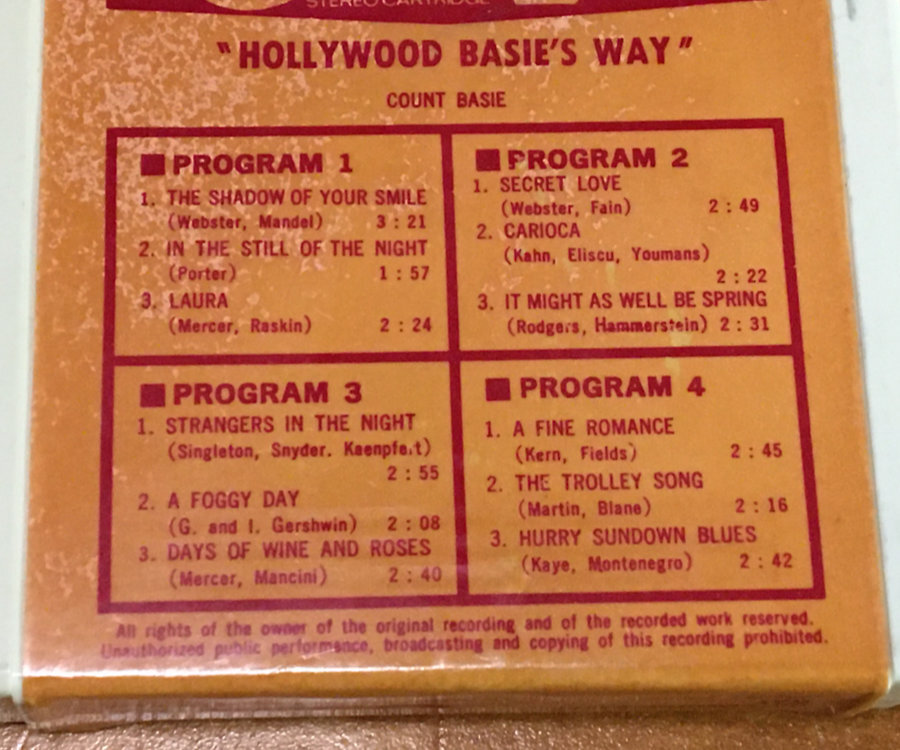 STEREO CARTRIDGE
"HOLLYWOOD BASIE'S WAY"
COUNT BASIE
PROGRAM 1
1. THE SHADOW OF YOUR SMILE
(Webster, Mandel) 3 : 21
2. IN THE STILL OF THE NIGHT
(Porter) 1 : 57
3. LAURA
(Mercer, Raskin) 2 : 24
PROGRAM 2
1. SECRET LOVE
(Webster, Fain) 2 : 49
2. CARIOCA
(Kahn, Eliscu, Youmans)
2 : 22
3. IT MIGHT AS WELL BE SPRING
(Rodgers, Hammerstein) 2 : 31
PROGRAM 3
1. STRANGERS IN THE NIGHT
(Singleton, Snyder. Kaenpfert)
2 : 55
2. A FOGGY DAY
(G. and I. Gershwin) 2 : 08
3. DAYS OF WINE AND ROSES
(Mercer, Mancini) 2 : 40
PROGRAM 4
1. A FINE ROMANCE
(Kern, Fields) 2 : 45
2. THE TROLLEY SONG
(Martin, Blane) 2 : 16
3. HURRY SUNDOWN BLUES
(Kaye, Montenegro) 2 : 42
All rights of the owner of the original recording and of the recorded work reserved.
Unauthorized public performance, broadcasting and copying of this recording prohibited.